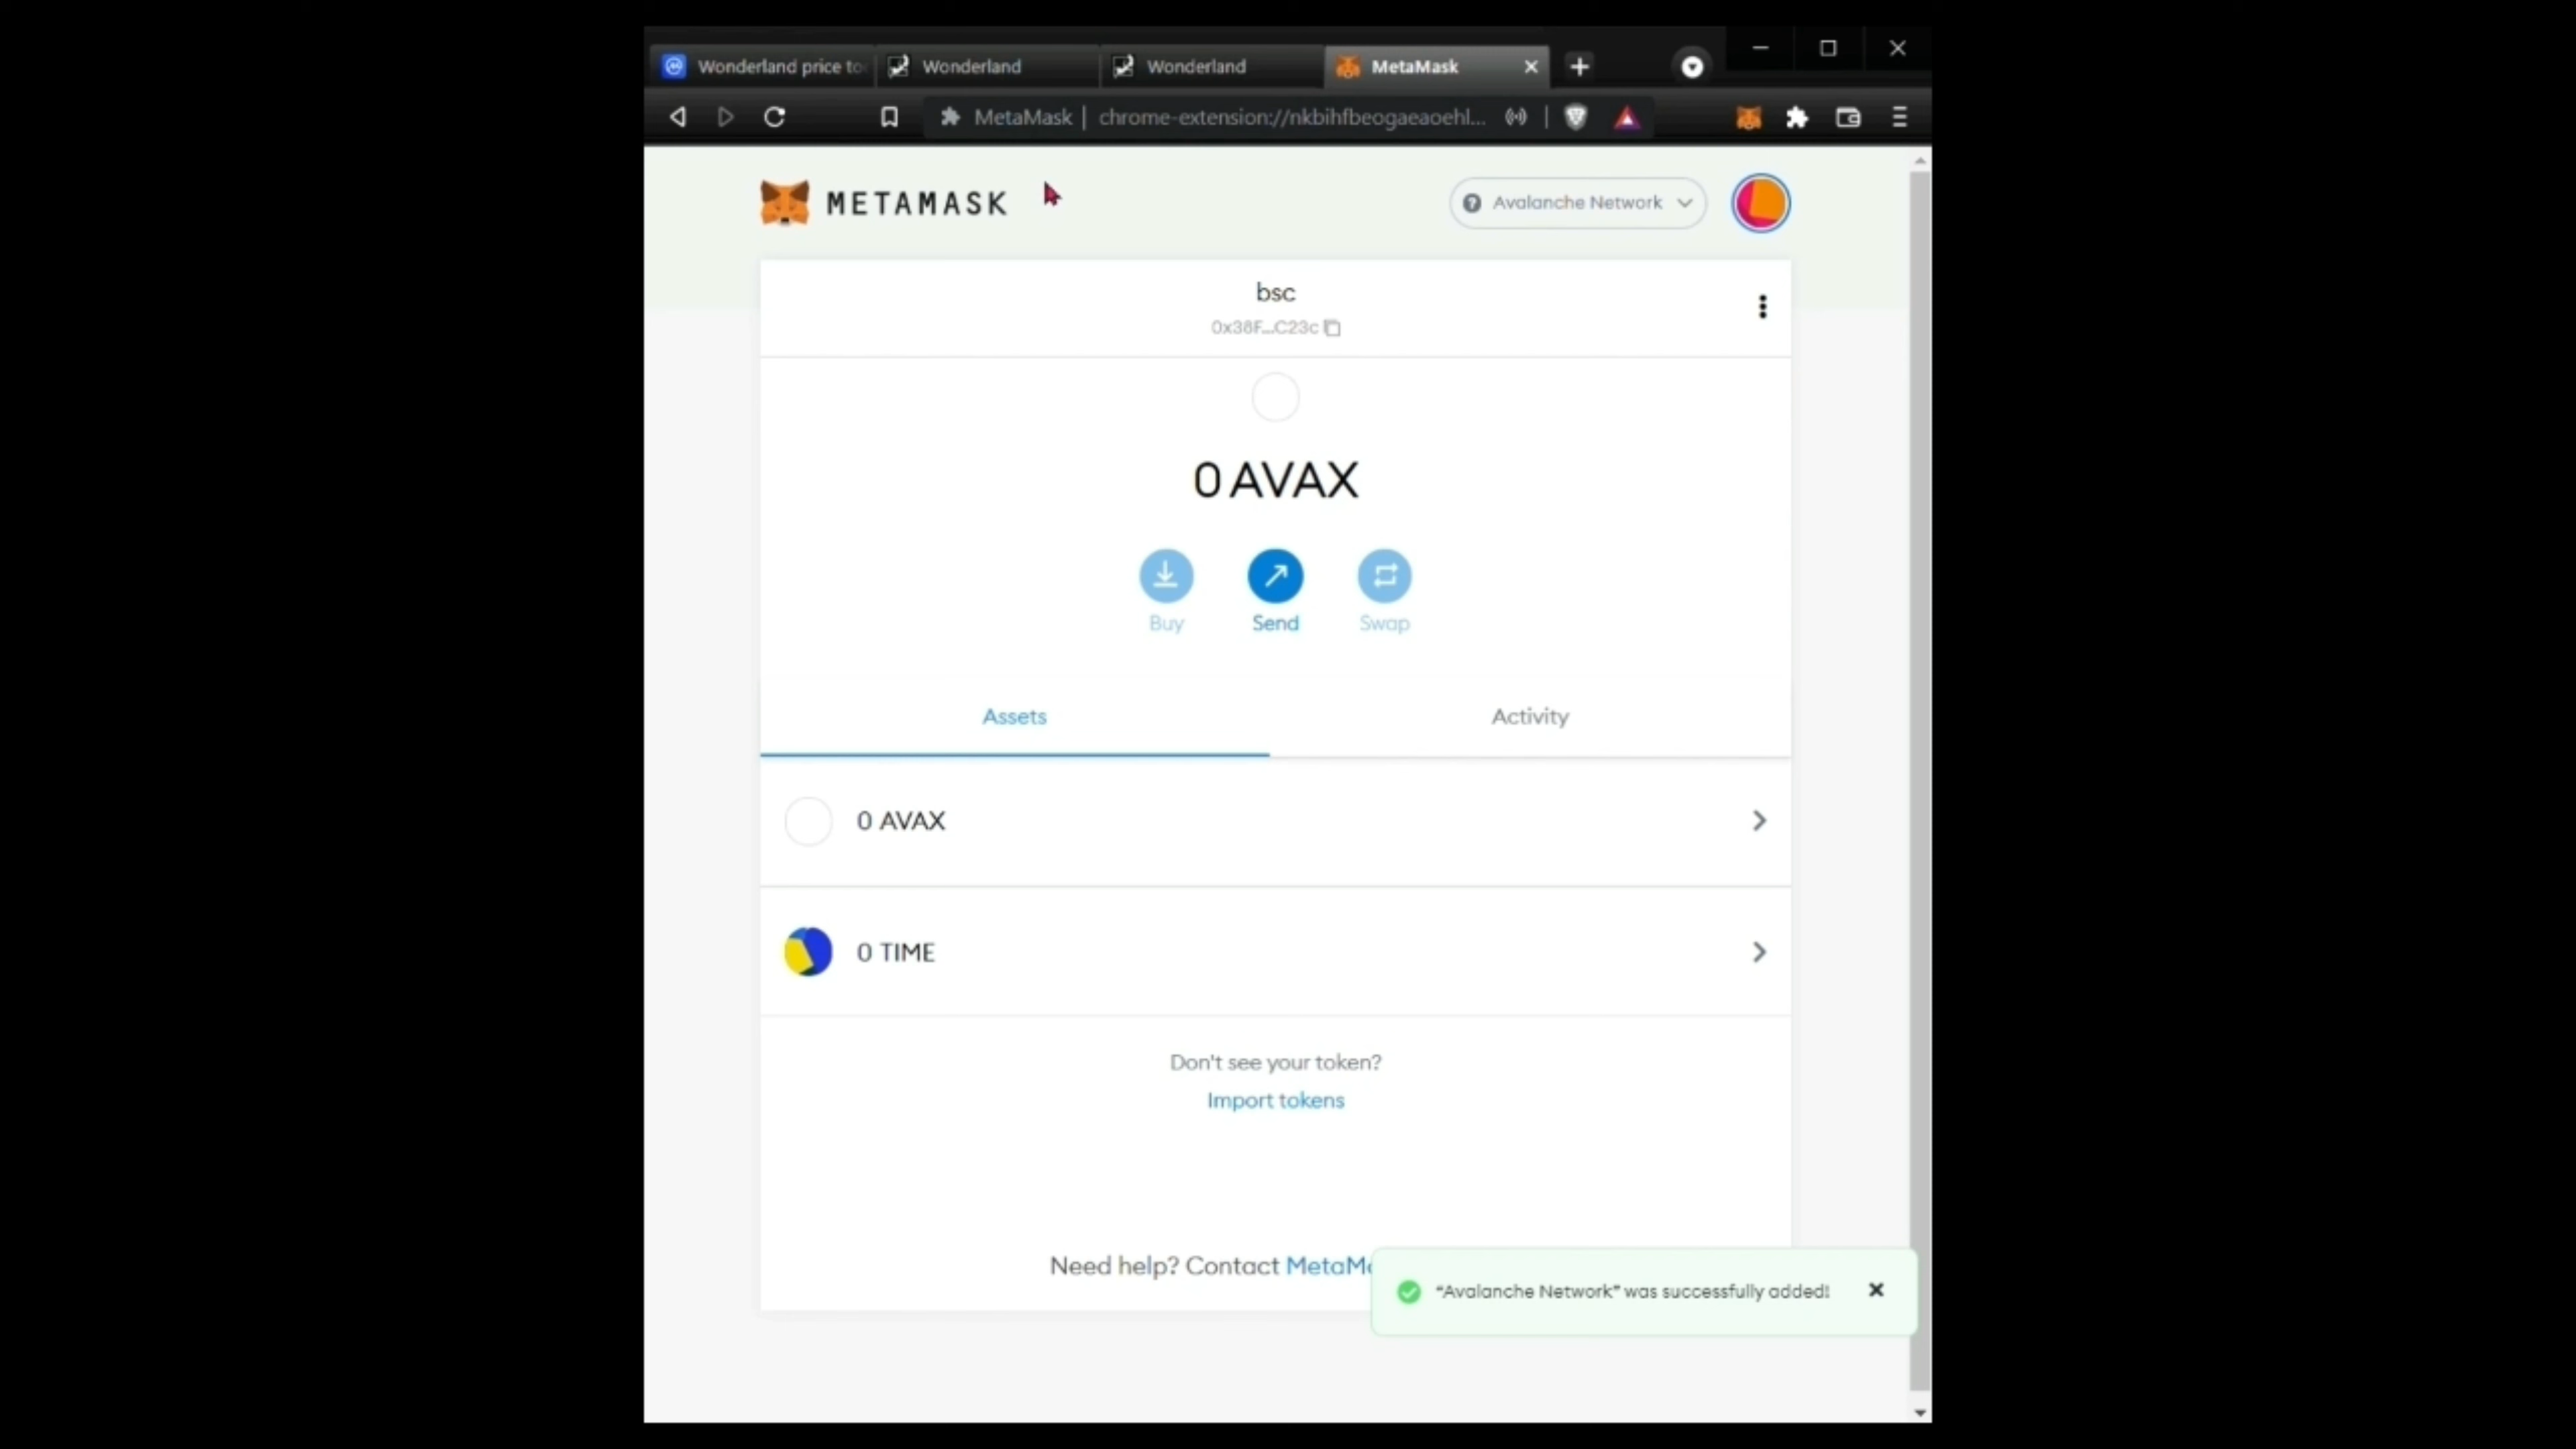 Wonderland price to
Wonderland
Wonderland
MetaMask
MetaMask | chrome-extension://nkbihfbeogaeaoehl...
METAMASK
Avalanche Network
bsc
0x38F...C23c
0 AVAX
Buy
Send
Swap
Assets
Activity
0 AVAX
0 TIME
Don't see your token?
Import tokens
Need help? Contact MetaM
“Avalanche Network” was successfully added!